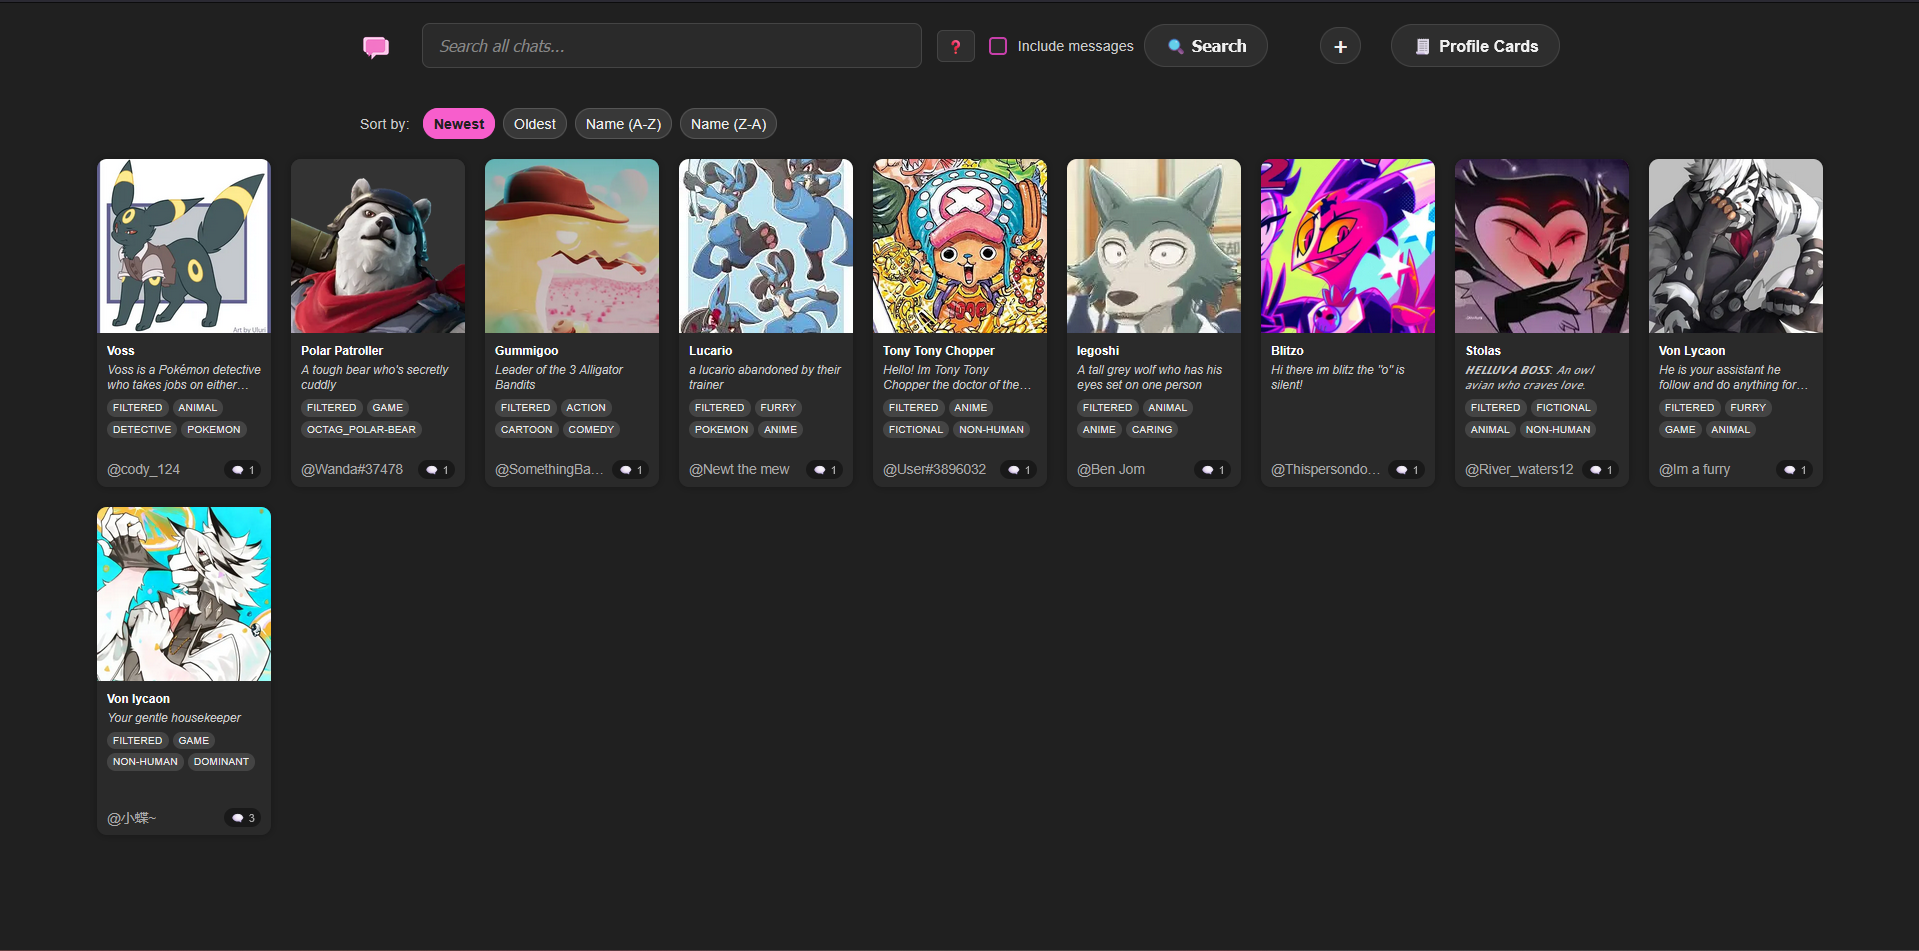 Search all chats...
?
Include messages
Search
+
Profile Cards
Sort by:
Newest
Oldest
Name (A-Z)
Name (Z-A)
Art by Uluri
Voss
Voss is a Pokémon detective
who takes jobs on either…
FILTERED
ANIMAL
DETECTIVE
POKEMON
@cody_124
1
Polar Patroller
A tough bear who's secretly
cuddly
FILTERED
GAME
OCTAG_POLAR-BEAR
@Wanda#37478
1
Gummigoo
Leader of the 3 Alligator
Bandits
FILTERED
ACTION
CARTOON
COMEDY
@SomethingBa…
1
Lucario
a lucario abandoned by their
trainer
FILTERED
FURRY
POKEMON
ANIME
@Newt the mew
1
Tony Tony Chopper
Hello! Im Tony Tony
Chopper the doctor of the…
FILTERED
ANIME
FICTIONAL
NON-HUMAN
@User#3896032
1
legoshi
A tall grey wolf who has his
eyes set on one person
FILTERED
ANIMAL
ANIME
CARING
@Ben Jom
1
Blitzo
Hi there im blitz the "o" is
silent!
@Thispersondo…
1
Stolas
HELLUVA BOSS: An owl
avian who craves love.
FILTERED
FICTIONAL
ANIMAL
NON-HUMAN
@River_waters12
1
Von Lycaon
He is your assistant he
follow and do anything for…
FILTERED
FURRY
GAME
ANIMAL
@Im a furry
1
Von lycaon
Your gentle housekeeper
FILTERED
GAME
NON-HUMAN
DOMINANT
@小蝶~
3